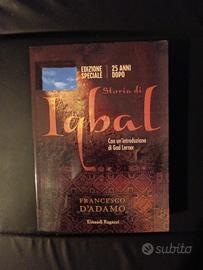 EDIZIONE SPECIALE
25 ANNI DOPO
Storia di
Iqbal
Con un'introduzione
di Gad Lerner
FRANCESCO
D'ADAMO
Einaudi Ragazzi
subito